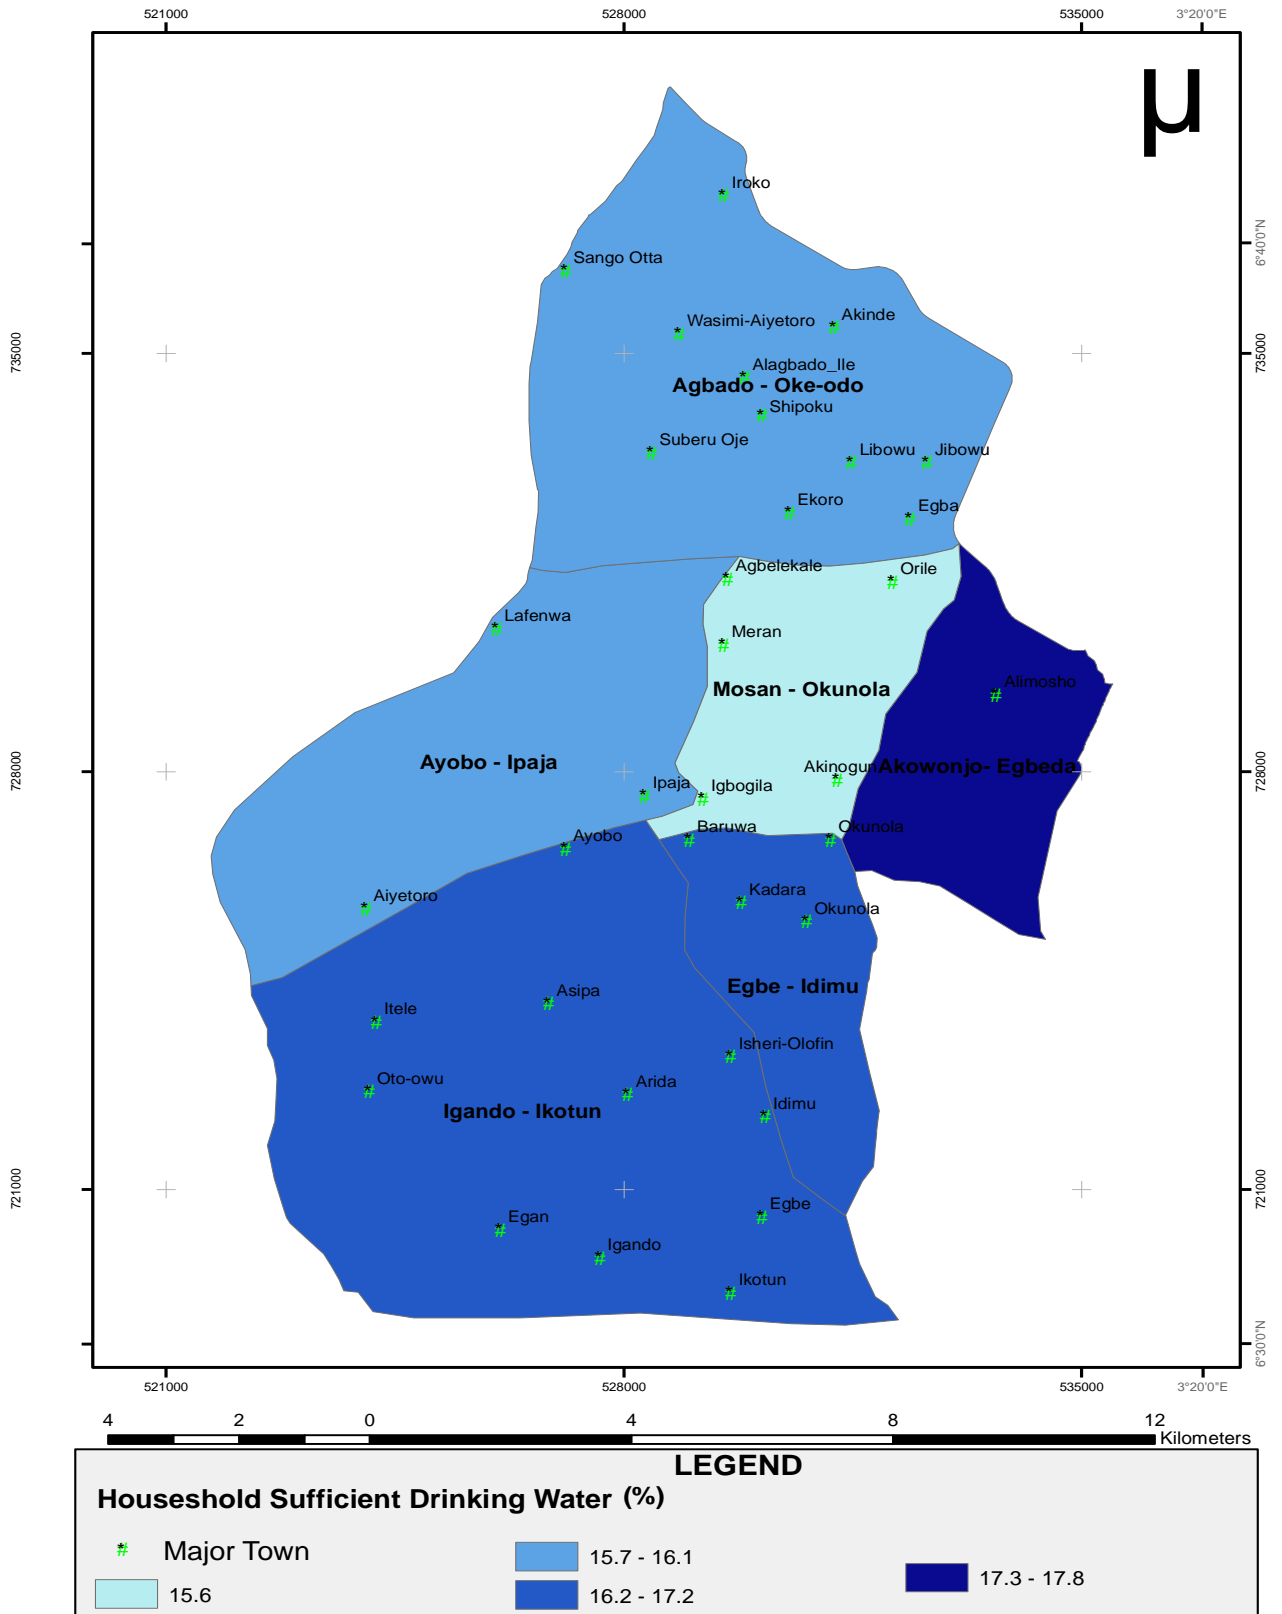 521000
528000
535000
3°20'0"E
µ
Iroko
6°40'0"N
Sango Otta
Wasimi-Aiyetoro
Akinde
735000
735000
Alagbado_Ile
Agbado - Oke-odo
Shipoku
Suberu Oje
Libowu
Jibowu
Ekoro
Egba
Agbelekale
Orile
Lafenwa
Meran
Alimosho
Mosan - Okunola
Ayobo - Ipaja
Akinogun
Akowonjo- Egbeda
728000
728000
Ipaja
Igbogila
Baruwa
Okunola
Ayobo
Aiyetoro
Kadara
Okunola
Egbe - Idimu
Asipa
Itele
Isheri-Olofin
Oto-owu
Arida
Idimu
Igando - Ikotun
721000
721000
Egbe
Egan
Igando
Ikotun
6°30'0"N
521000
528000
535000
3°20'0"E
4 2 0 4 8 12
Kilometers
LEGEND
Houseshold Sufficient Drinking Water (%)
Major Town
15.6
15.7 - 16.1
16.2 - 17.2
17.3 - 17.8